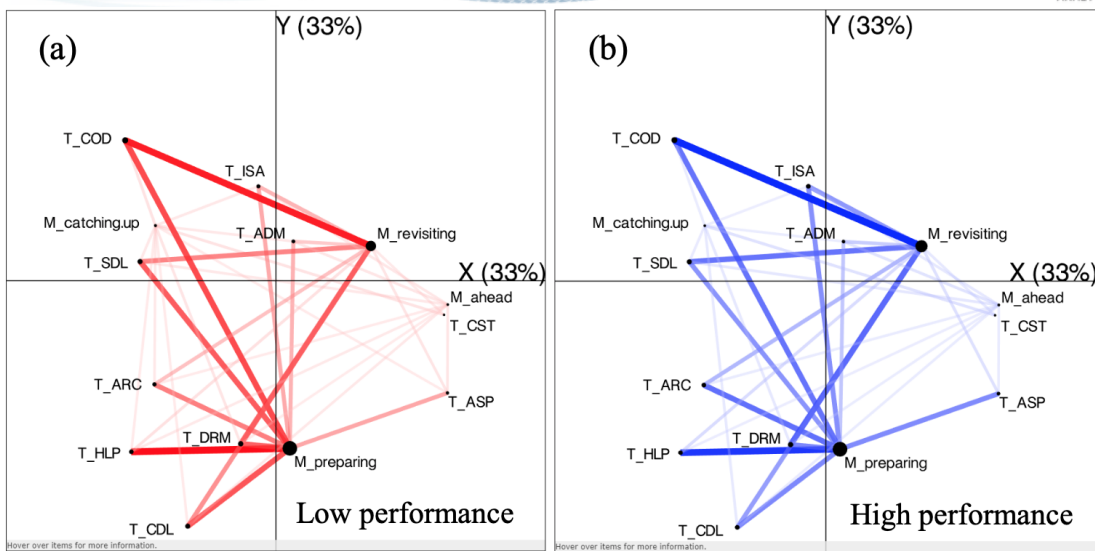 Y (33%)
(a)
T_COD
T_ISA
M_catching.up
T_ADM
M_revisiting
T_SDL
X (33%)
M_ahead
T_CST
T_ARC
T_ASP
T_DRM
T_HLP
M_preparing
T_CDL
Low performance
Hover over items for more information.
Y (33%)
(b)
T_COD
T_ISA
M_catching.up
T_ADM
M_revisiting
T_SDL
X (33%)
M_ahead
T_CST
T_ARC
T_ASP
T_DRM
T_HLP
M_preparing
T_CDL
High performance
Hover over items for more information.